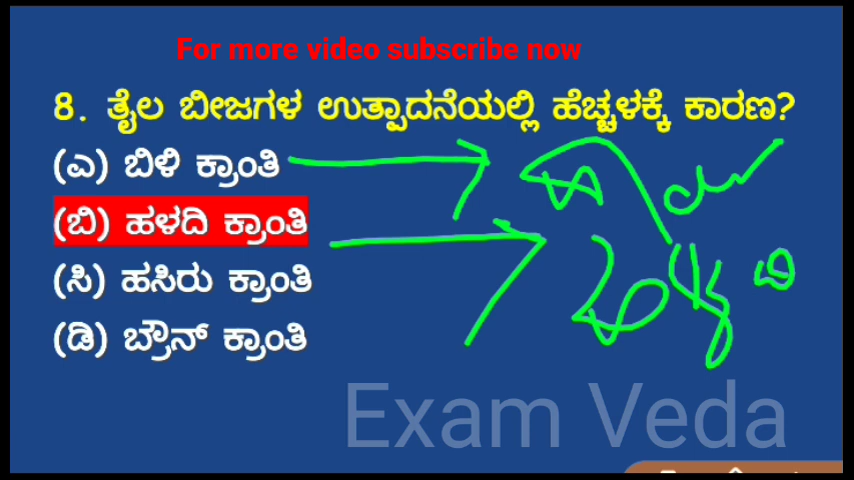 For more video subscribe now
8. ತೈಲ ಬೀಜಗಳ ಉತ್ಪಾದನೆಯಲ್ಲಿ ಹೆಚ್ಚಳಕ್ಕೆ ಕಾರಣ?
(ಎ) ಬಿಳಿ ಕ್ರಾಂತಿ
(ಬಿ) ಹಳದಿ ಕ್ರಾಂತಿ
(ಸಿ) ಹಸಿರು ಕ್ರಾಂತಿ
(ಡಿ) ಬ್ರೌನ್ ಕ್ರಾಂತಿ
Exam Veda